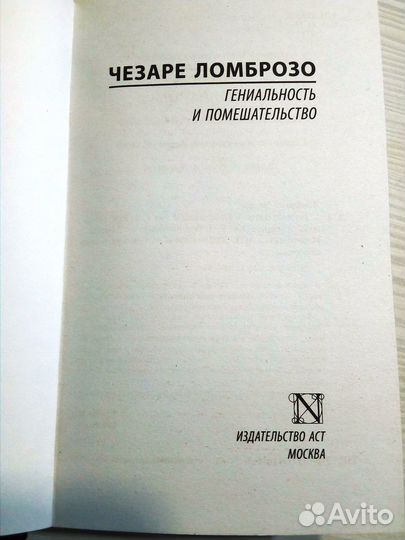 ЧЕЗАРЕ ЛОМБРОЗО
ГЕНИАЛЬНОСТЬ
И ПОМЕШАТЕЛЬСТВО
N
ИЗДАТЕЛЬСТВО АСТ
МОСКВА
Avito